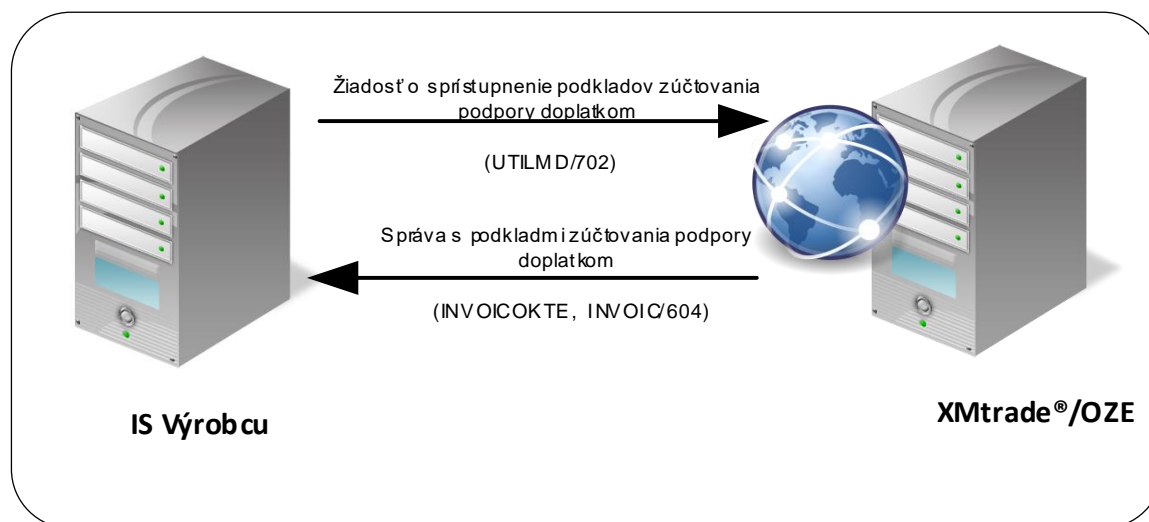 Žiadosť o sprístupnenie podkladov zúčtovania
podpory doplatkom
(UTILMD/702)
Správa s podkladmi zúčtovania podpory
doplatkom
(INVOICOKTE, INVOIC/604)
IS Výrobcu
XMtrade®/OZE